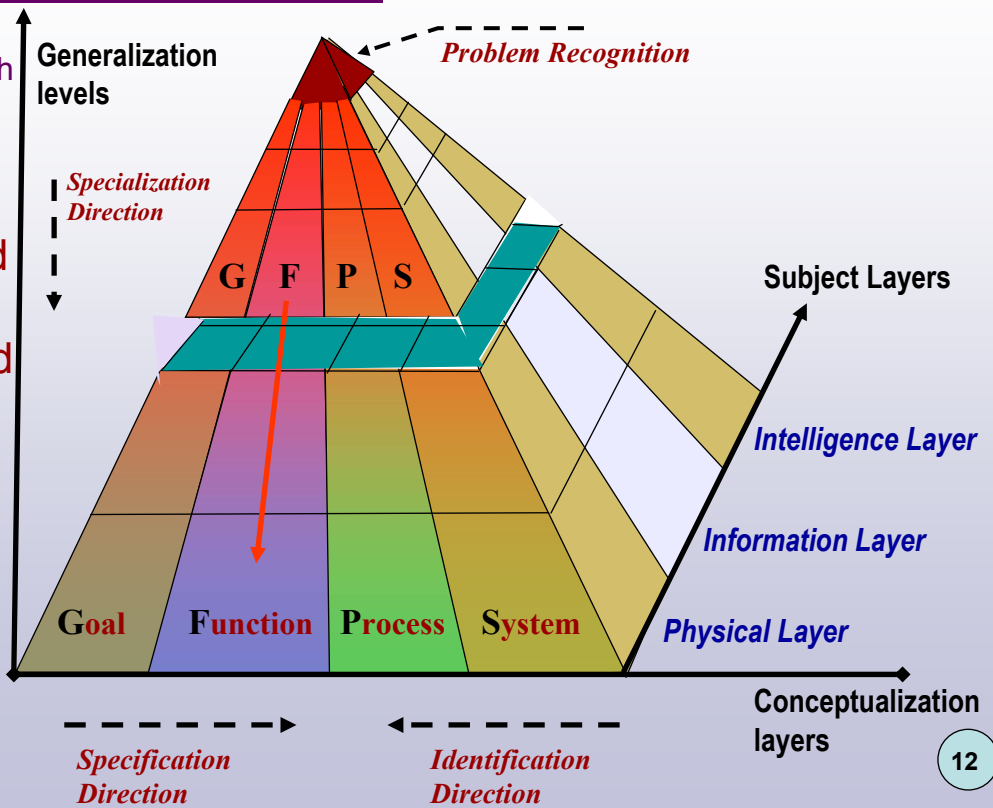 Generalization
levels
h
Problem Recognition
Specialization
Direction
d
d
G F P S
Subject Layers
Intelligence Layer
Information Layer
Physical Layer
Goal Function Process System
Conceptualization
layers
Specification
Direction
Identification
Direction
12